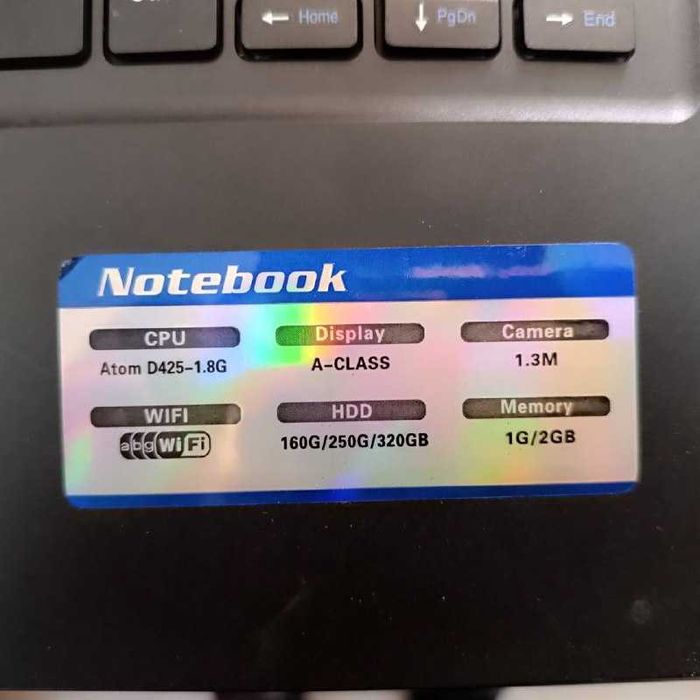 Home
PgDn
End
Notebook
CPU
Display
Camera
Atom D425-1.8G
A-CLASS
1.3M
WIFI
HDD
Memory
abg WiFi
160G/250G/320GB
1G/2GB